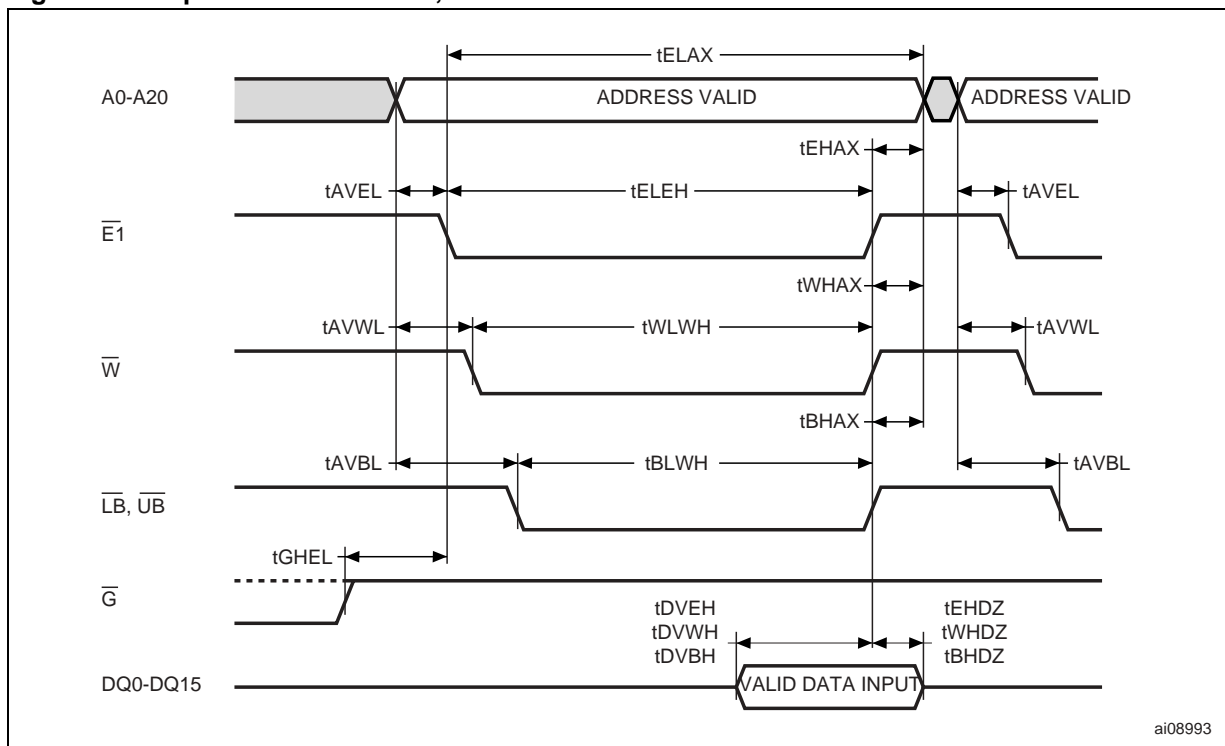 tELAX
A0-A20
ADDRESS VALID
ADDRESS VALID
tEHAX
tAVEL
tELEH
tAVEL
E1
tWHAX
tAVWL
tWLWH
tAVWL
W
tBHAX
tAVBL
tBLWH
tAVBL
LB, UB
tGHEL
G
tDVEH
tDVWH
tDVBH
tEHDZ
tWHDZ
tBHDZ
DQ0-DQ15
VALID DATA INPUT
ai08993